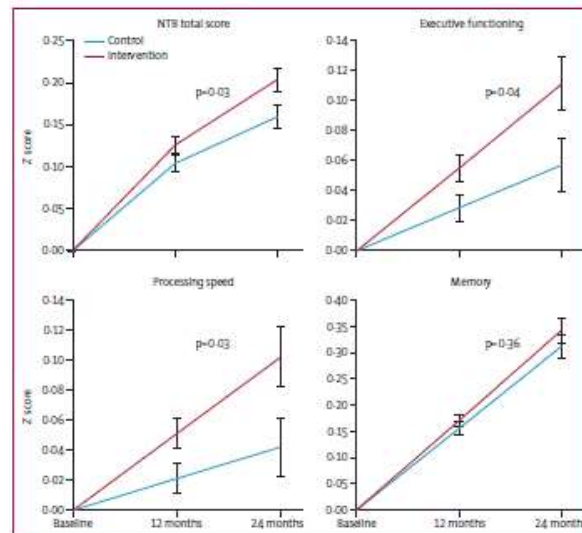 NTB total score
0·25
0·20
0·15
0·10
0·05
0·00
Z score
Control
Intervention
p=0·03
Executive functioning
0·14
0·12
0·10
0·08
0·06
0·04
0·02
0·00
p=0·04
Processing speed
0·14
0·12
0·10
0·08
0·06
0·04
0·02
0·00
Z score
p=0·03
Baseline
12 months
24 months
Memory
0·40
0·35
0·30
0·25
0·20
0·15
0·10
0·05
0·00
p=0·36
Baseline
12 months
24 months